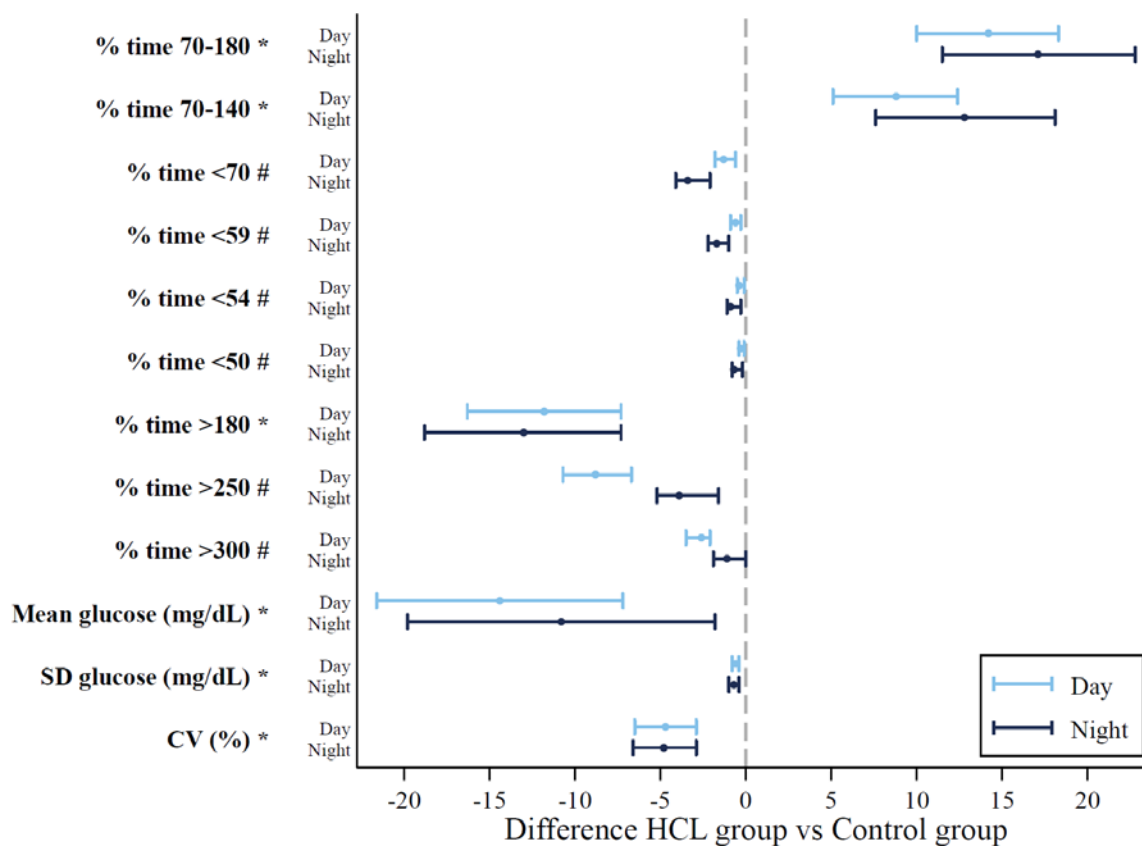 % time 70-180 *
Day
Night
% time 70-140 *
Day
Night
% time <70 #
Day
Night
% time <59 #
Day
Night
% time <54 #
Day
Night
% time <50 #
Day
Night
% time >180 *
Day
Night
% time >250 #
Day
Night
% time >300 #
Day
Night
Mean glucose (mg/dL) *
Day
Night
SD glucose (mg/dL) *
Day
Night
CV (%) *
Day
Night
Day
Night
-20 -15 -10 -5 0 5 10 15 20
Difference HCL group vs Control group